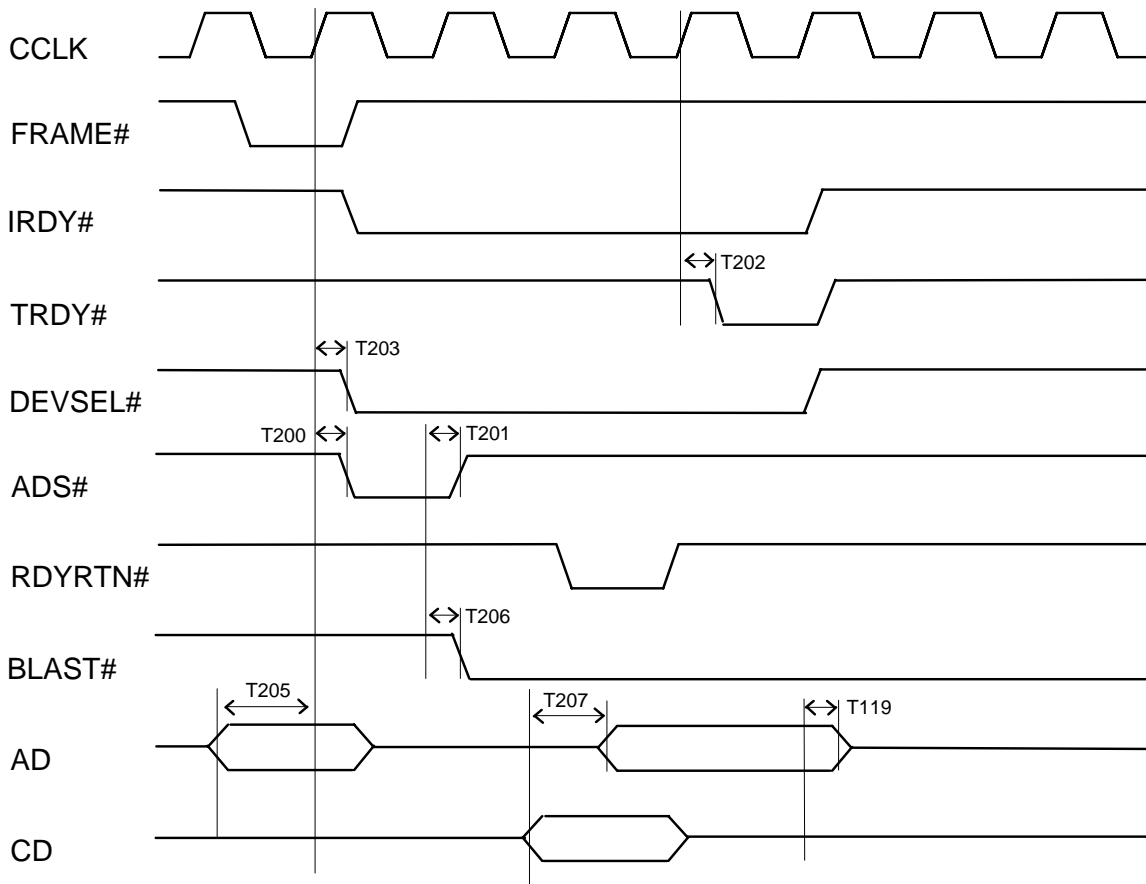 CCLK
FRAME#
IRDY#
T202
TRDY#
T203
DEVSEL#
T200
T201
ADS#
RDYRTN#
T206
BLAST#
T205
T207
T119
AD
CD